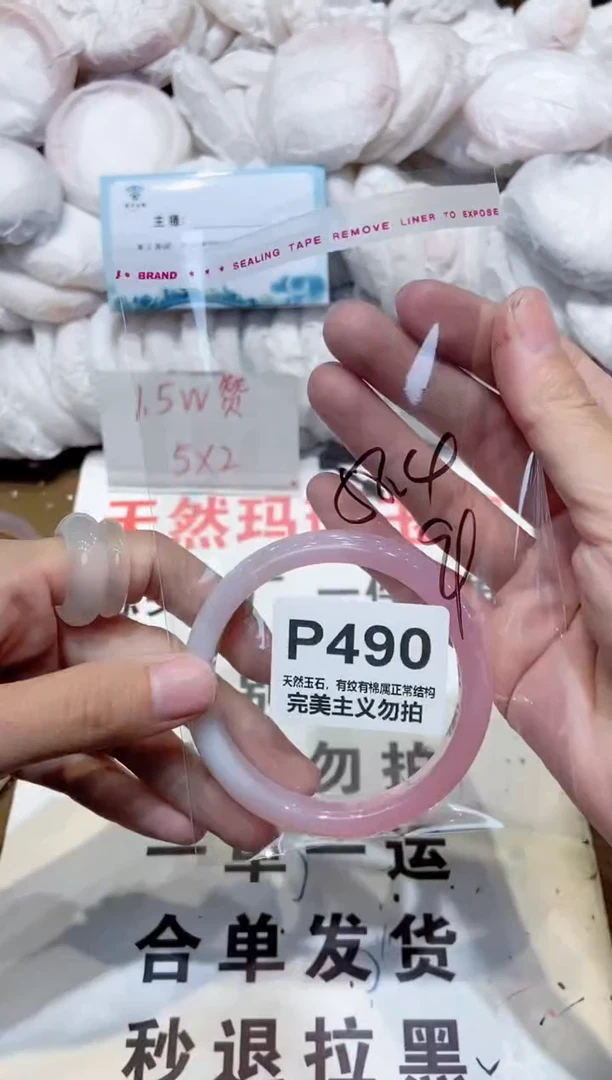 主播:
BRAND * * * SEALING TAPE REMOVE LINER TO EXPOSE
1.5W赞
5X2
天然玛
P490
天然玉石，有纹有棉属正常结构
完美主义勿拍
勿拍
一单一运
合单发货
秒退拉黑